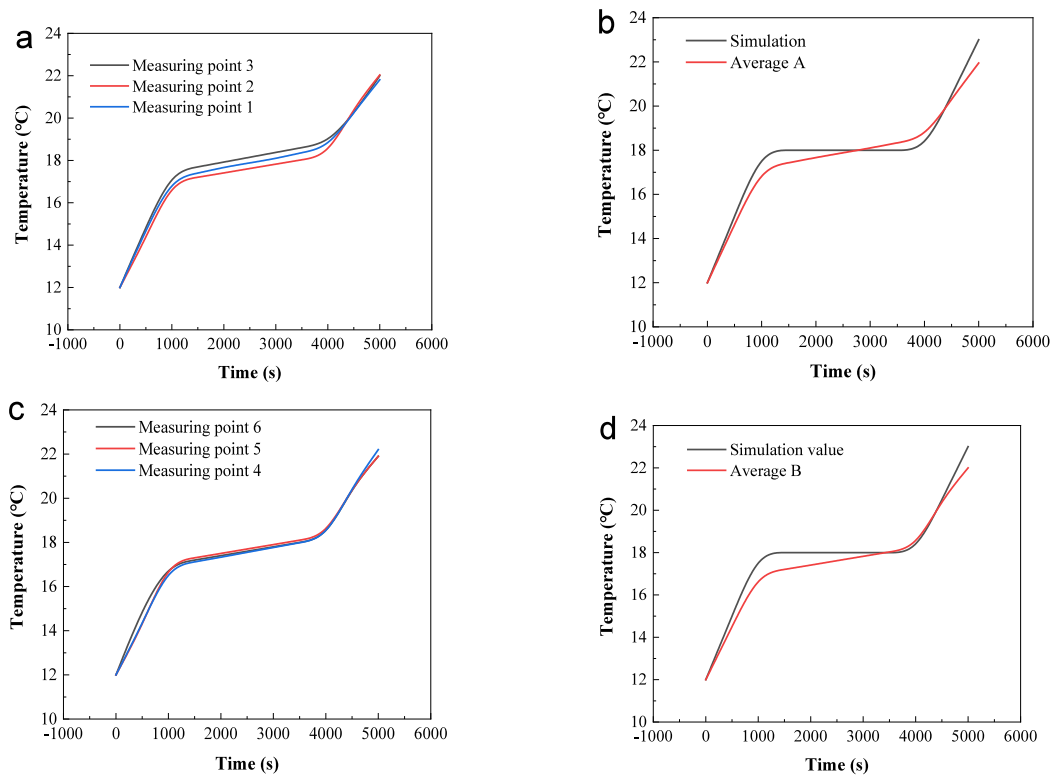 a
Measuring point 3
Measuring point 2
Measuring point 1
Temperature (°C)
24
22
20
18
16
14
12
10
-1000 0 1000 2000 3000 4000 5000 6000
Time (s)
b
Simulation
Average A
Temperature (°C)
24
22
20
18
16
14
12
10
-1000 0 1000 2000 3000 4000 5000 6000
Time (s)
c
Measuring point 6
Measuring point 5
Measuring point 4
Temperature (°C)
24
22
20
18
16
14
12
10
-1000 0 1000 2000 3000 4000 5000 6000
Time (s)
d
Simulation value
Average B
Temperature (°C)
24
22
20
18
16
14
12
10
-1000 0 1000 2000 3000 4000 5000 6000
Time (s)